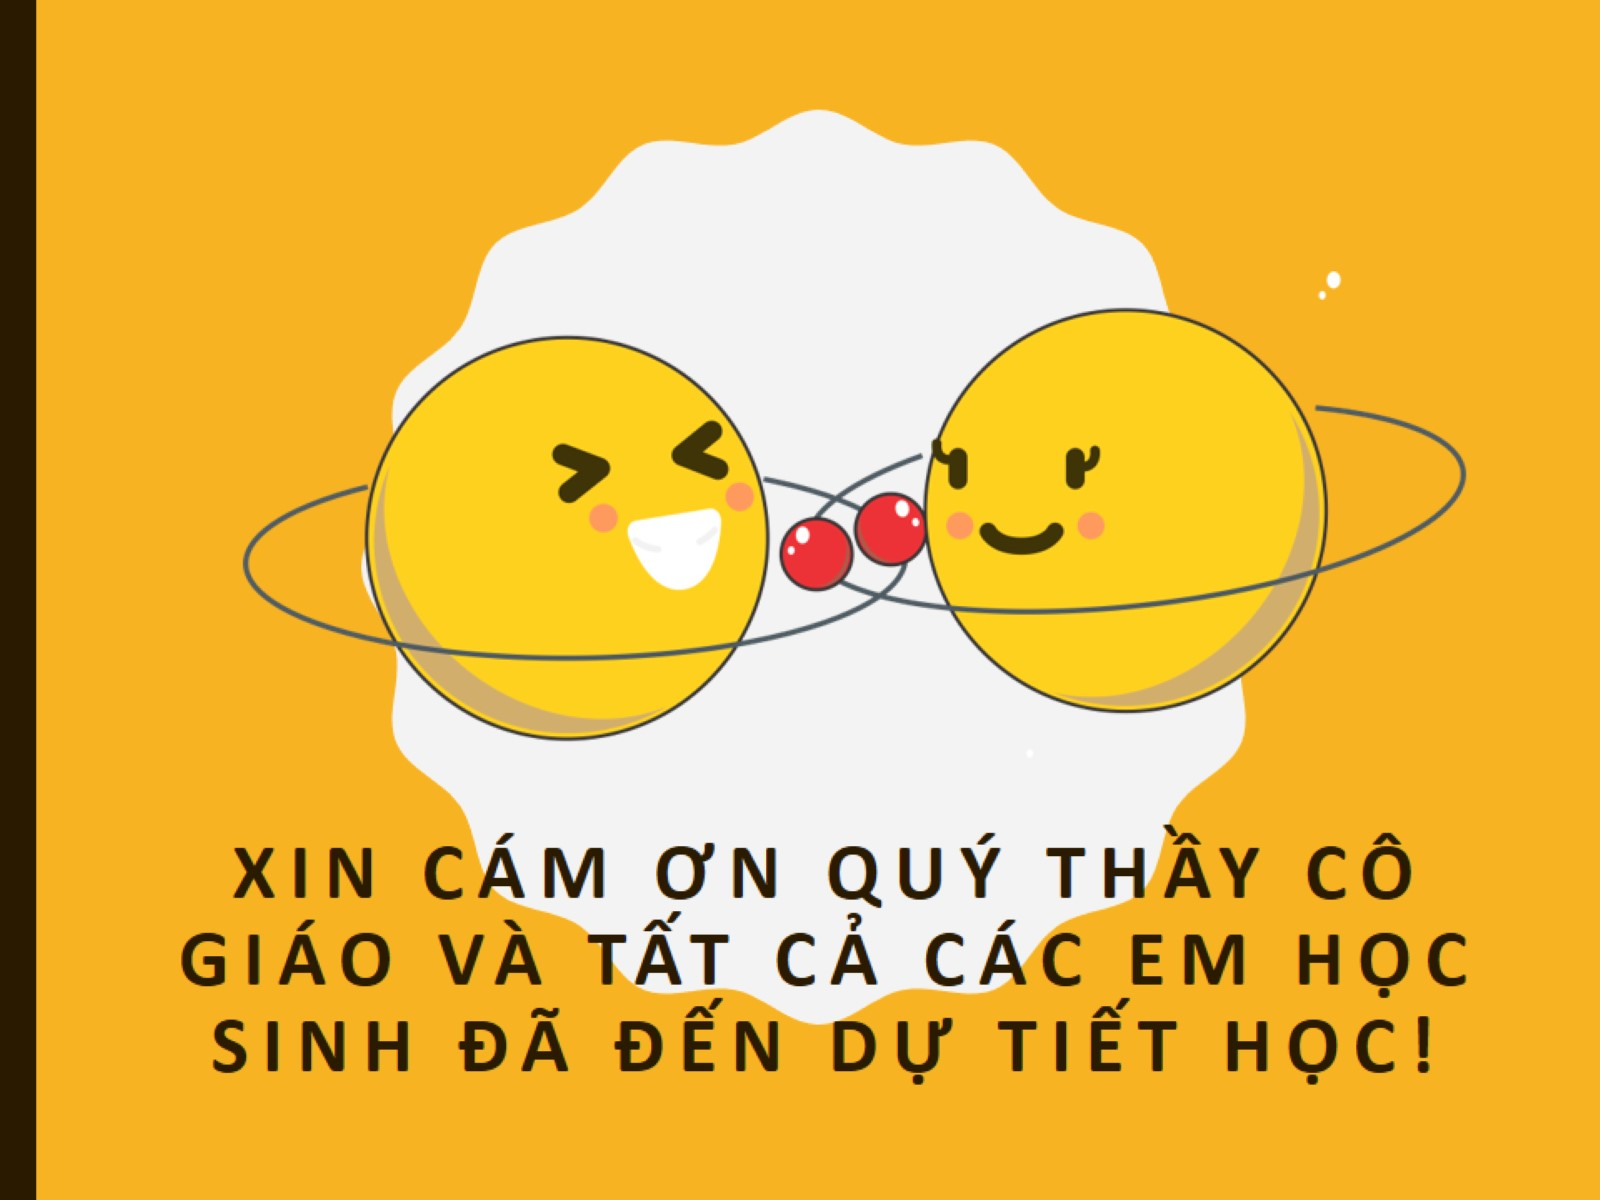 XIN CÁM ƠN QUÝ THẦY CÔ
GIÁO VÀ TẤT CẢ CÁC EM HỌC
SINH ĐÃ ĐẾN DỰ TIẾT HỌC!